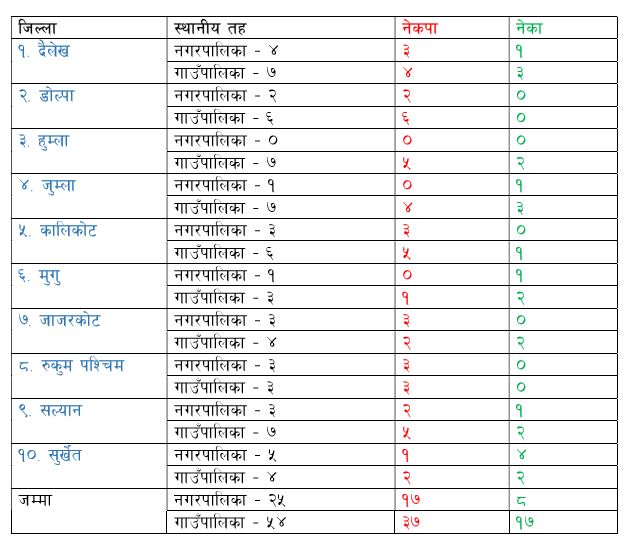 जिल्ला स्थानीय तह नेकपा नेका
१. दैलेख नगरपालिका - ४ ३ १
गाउँपालिका - ७ ४ ३
२. डोल्पा नगरपालिका - २ २ ०
गाउँपालिका - ६ ६ ०
३. हुम्ला नगरपालिका - ० ० ०
गाउँपालिका - ७ ५ २
४. जुम्ला नगरपालिका - १ ० १
गाउँपालिका - ७ ४ ३
५. कालिकोट नगरपालिका - ३ ३ ०
गाउँपालिका - ६ ५ १
६. मुगु नगरपालिका - १ ० १
गाउँपालिका - ३ १ २
७. जाजरकोट नगरपालिका - ३ ३ ०
गाउँपालिका - ४ २ २
८. रुकुम पश्चिम नगरपालिका - ३ ३ ०
गाउँपालिका - ३ ३ ०
९. सल्यान नगरपालिका - ३ २ १
गाउँपालिका - ७ ५ २
१०. सुर्खेत नगरपालिका - ५ १ ४
गाउँपालिका - ४ २ २
जम्मा नगरपालिका - २५ १७ ८
गाउँपालिका - ५४ ३७ १७